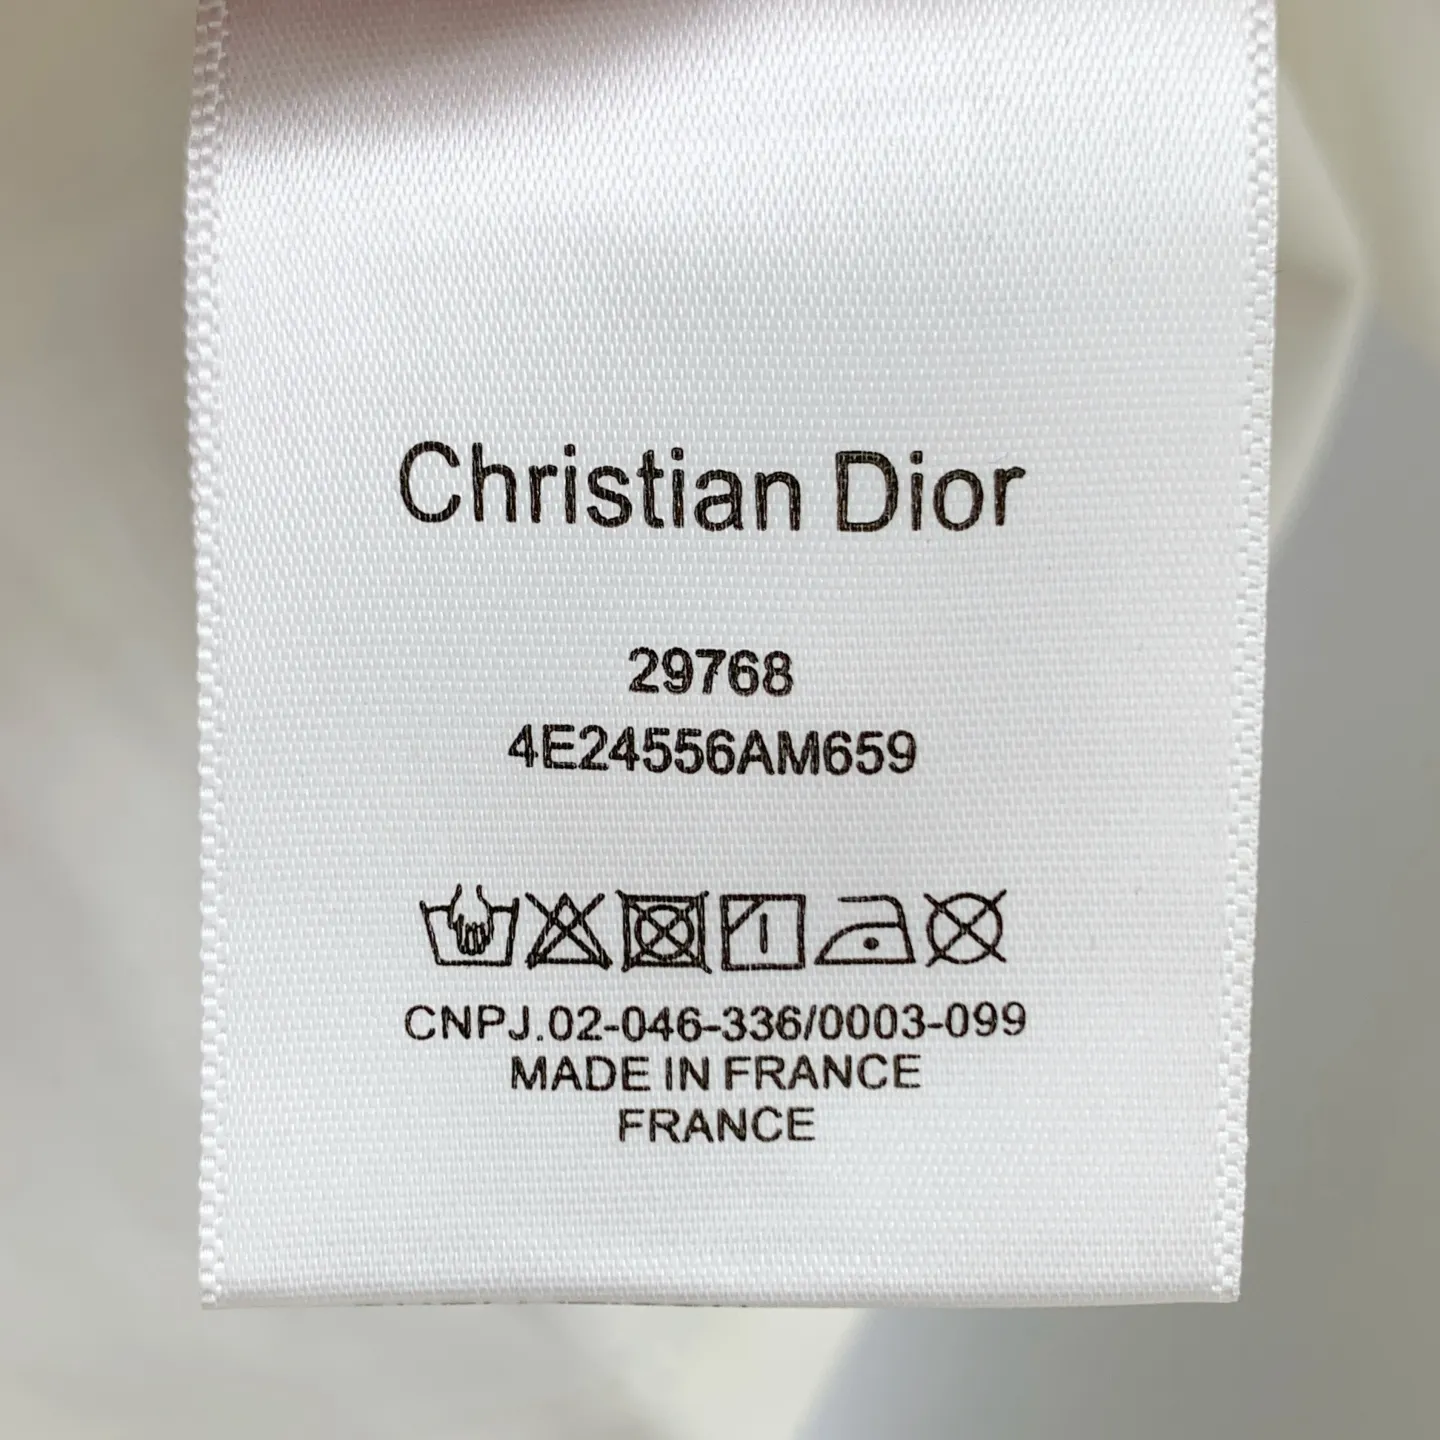 Christian Dior
29768
4E24556AM659
CNPJ.02-046-336/0003-099
MADE IN FRANCE
FRANCE